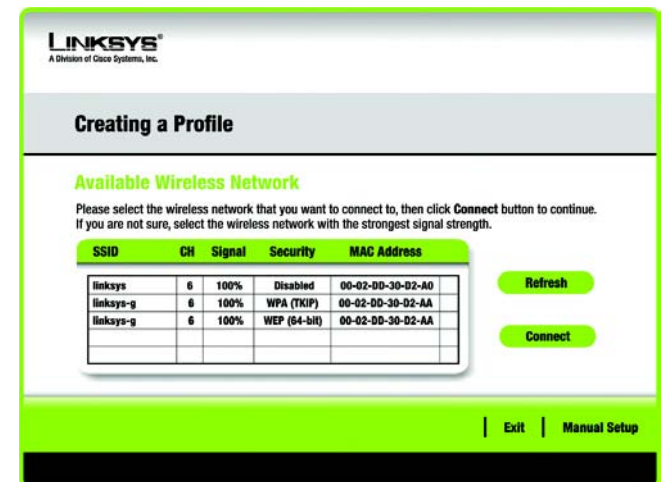 LINKSYS®
A Division of Cisco Systems, Inc.
Creating a Profile
Available Wireless Network
Please select the wireless network that you want to connect to, then click Connect button to continue.
If you are not sure, select the wireless network with the strongest signal strength.
SSID CH Signal Security MAC Address
linksys 6 100% Disabled 00-02-DD-30-D2-A0
linksys-g 6 100% WPA (TKIP) 00-02-DD-30-D2-AA
linksys-g 6 100% WEP (64-bit) 00-02-DD-30-D2-AA
Refresh
Connect
Exit Manual Setup